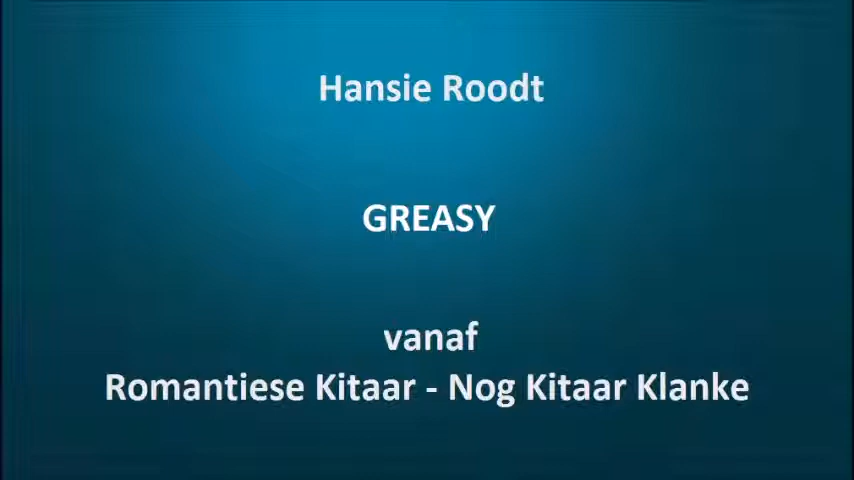 Hansie Roodt
GREASY
vanaf
Romantiese Kitaar - Nog Kitaar Klanke